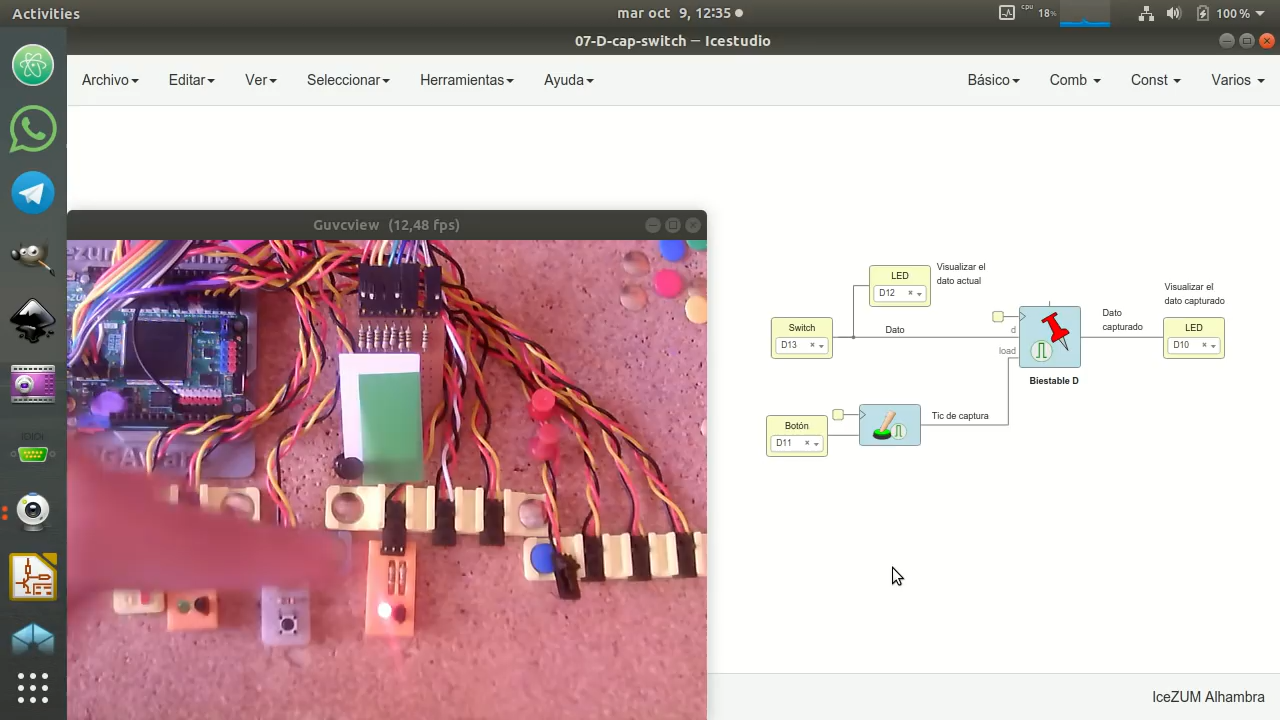 Activities
mar oct 9, 12:35
cpu
18%
100 %
07-D-cap-switch — Icestudio
Archivo
Editar
Ver
Seleccionar
Herramientas
Ayuda
Básico
Comb
Const
Varios
Guvcview (12,48 fps)
LED
D12 ×
Visualizar el
dato actual
Switch
D13 ×
Dato
d
load
Biestable D
Dato
capturado
Visualizar el
dato capturado
LED
D10 ×
Botón
D11 ×
Tic de captura
IceZUM Alhambra